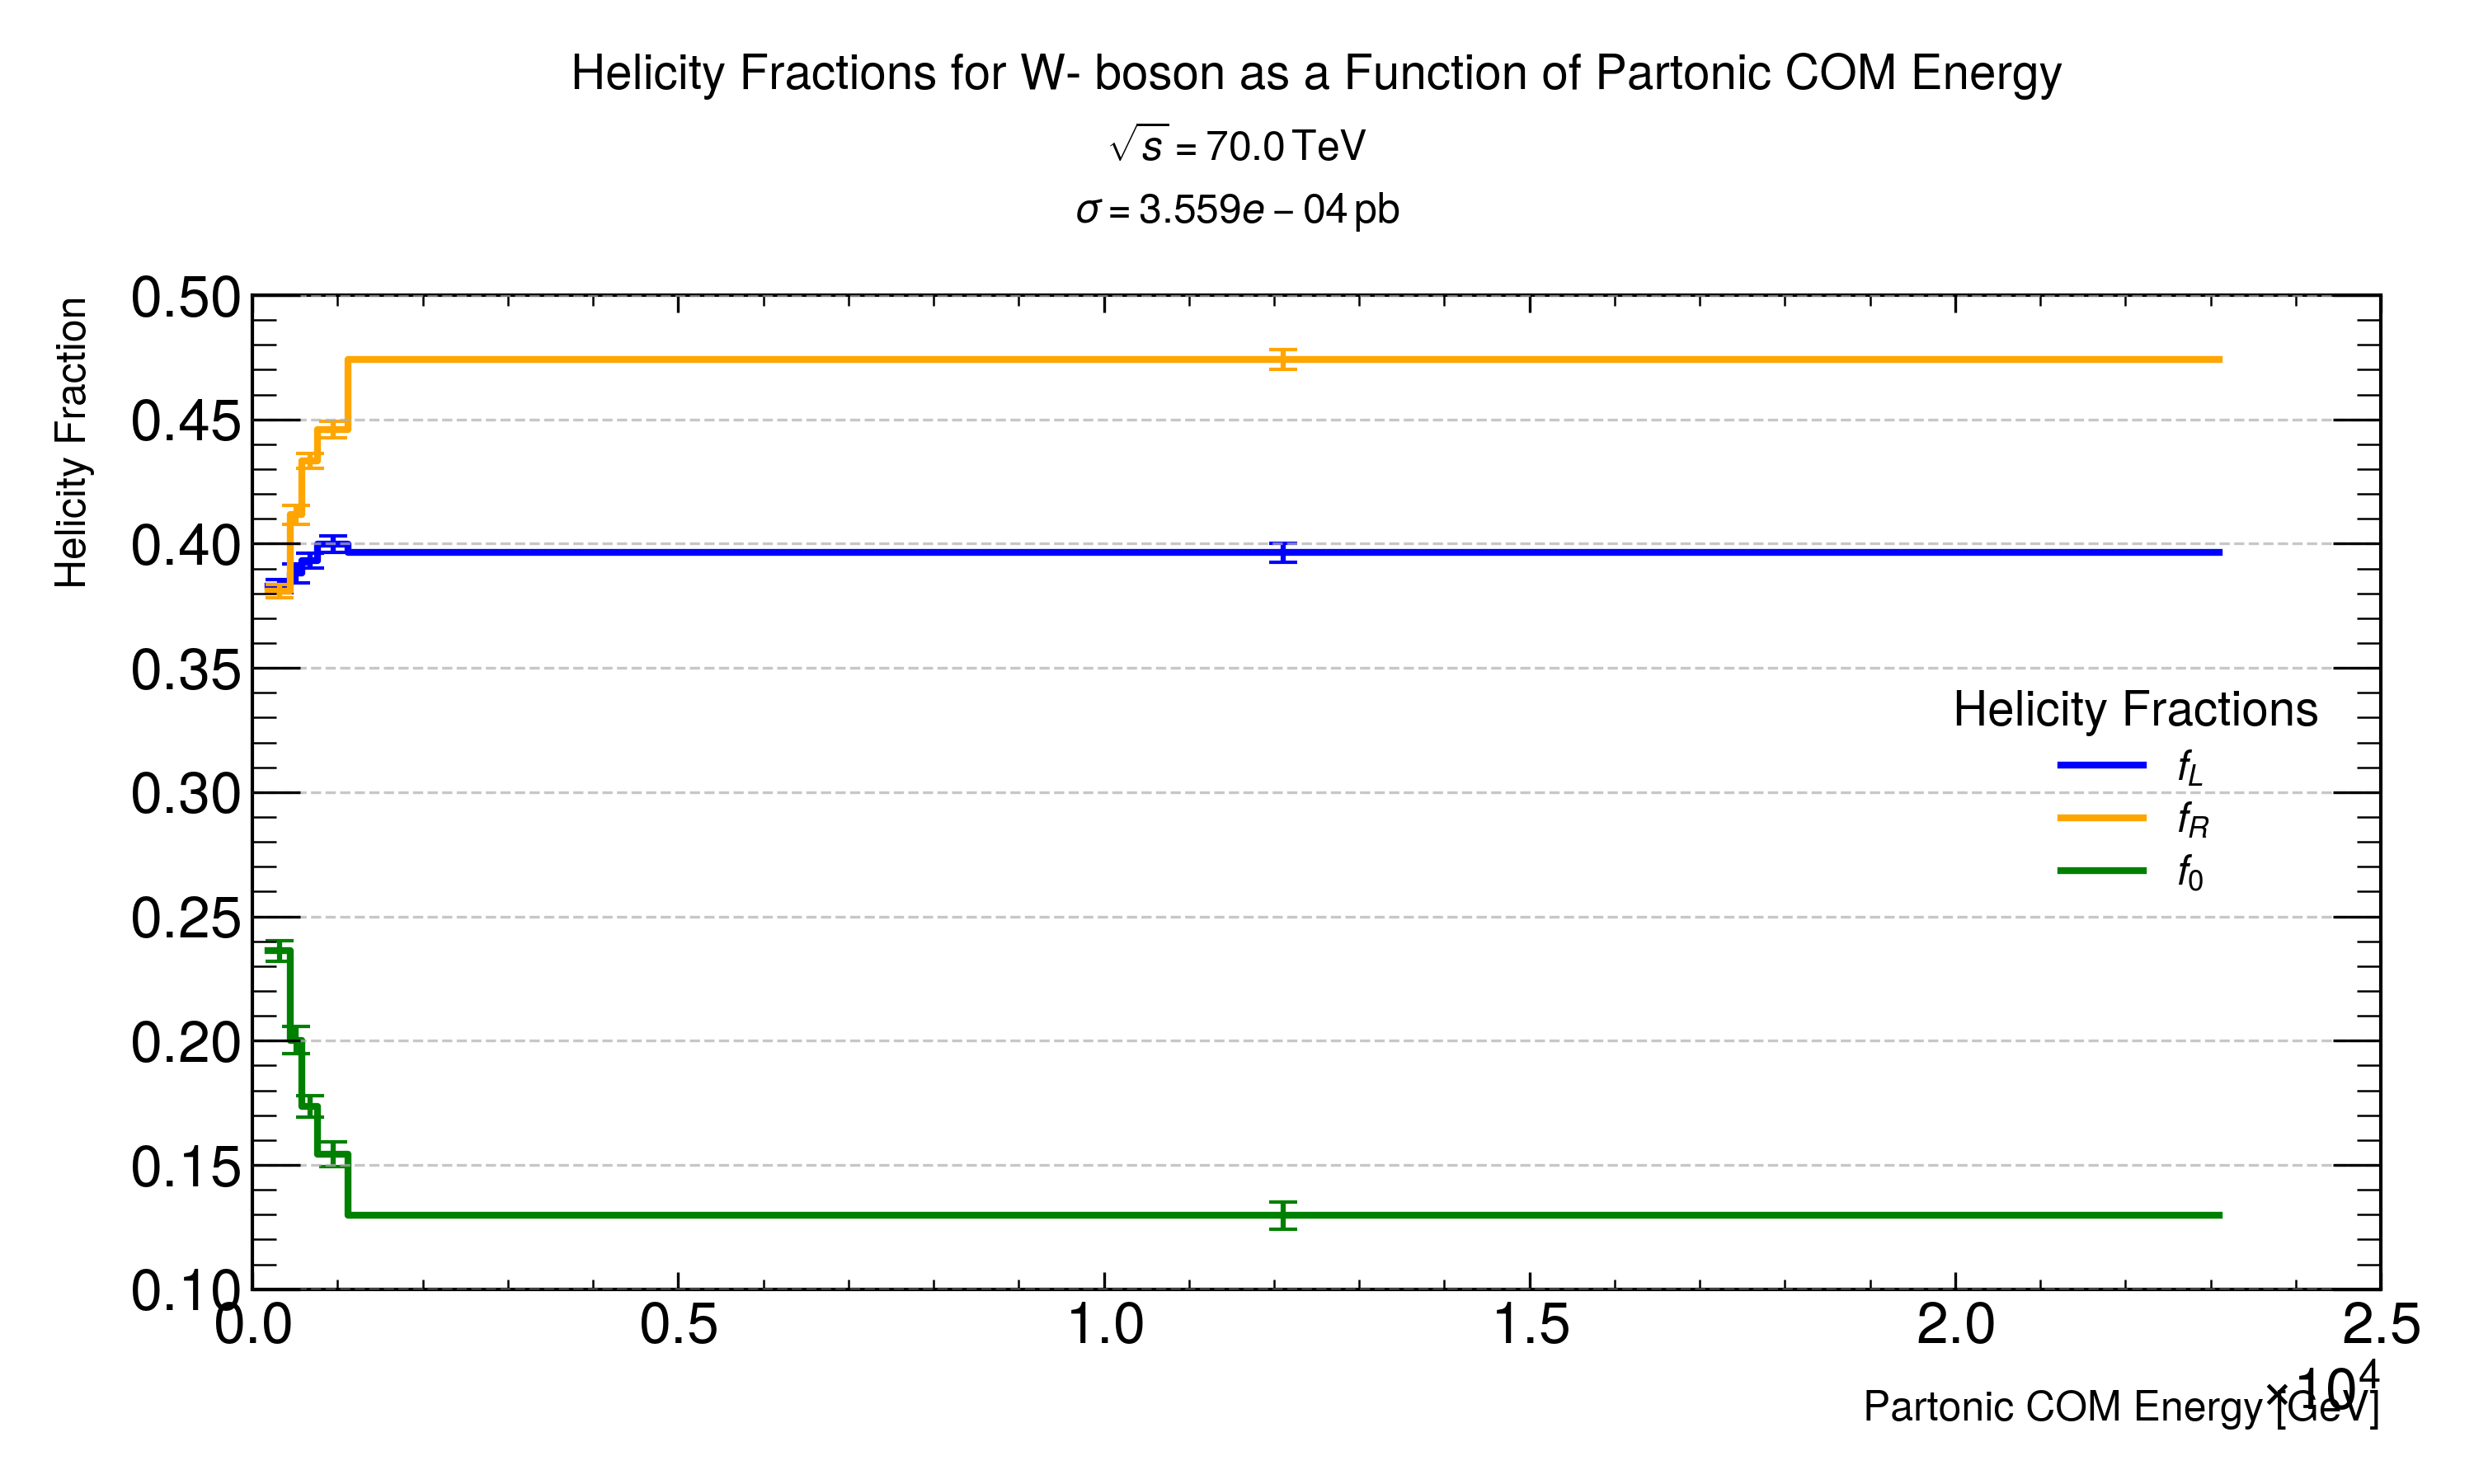 Helicity Fractions for W- boson as a Function of Partonic COM Energy
√s = 70.0 TeV
σ = 3.559e − 04 pb
Helicity Fraction
0.50
0.45
0.40
0.35
0.30
0.25
0.20
0.15
0.10
Helicity Fractions
f_L
f_R
f_0
0.0 0.5 1.0 1.5 2.0 2.5
×10^4
Partonic COM Energy [GeV]